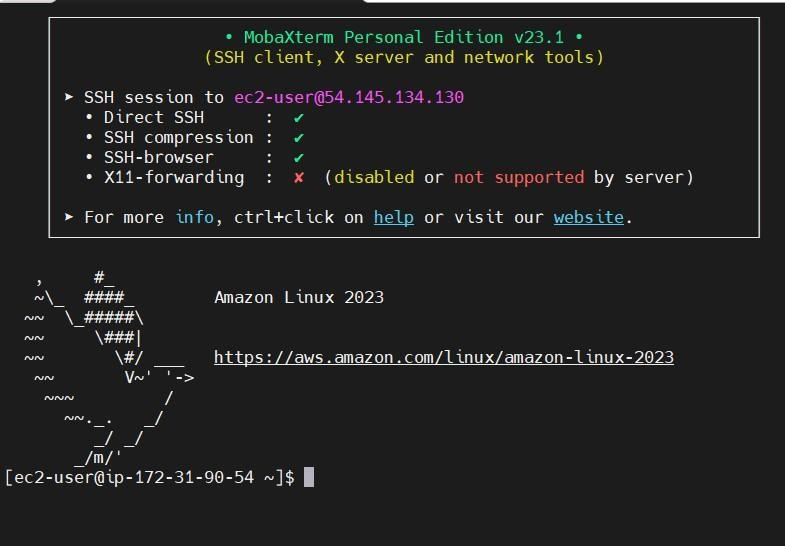 • MobaXterm Personal Edition v23.1 •
(SSH client, X server and network tools)
➤ SSH session to ec2-user@54.145.134.130
• Direct SSH      :  ✔
• SSH compression :  ✔
• SSH-browser     :  ✔
• X11-forwarding  :  ✘  (disabled or not supported by server)
➤ For more info, ctrl+click on help or visit our website.
   ,     #_
   ~\_  ####_        Amazon Linux 2023
  ~~  \_#####\
  ~~     \###|
  ~~       \#/ ___   https://aws.amazon.com/linux/amazon-linux-2023
   ~~       V~' '->
    ~~~         /
      ~~._.   _/
         _/ _/
       _/m/'
[ec2-user@ip-172-31-90-54 ~]$